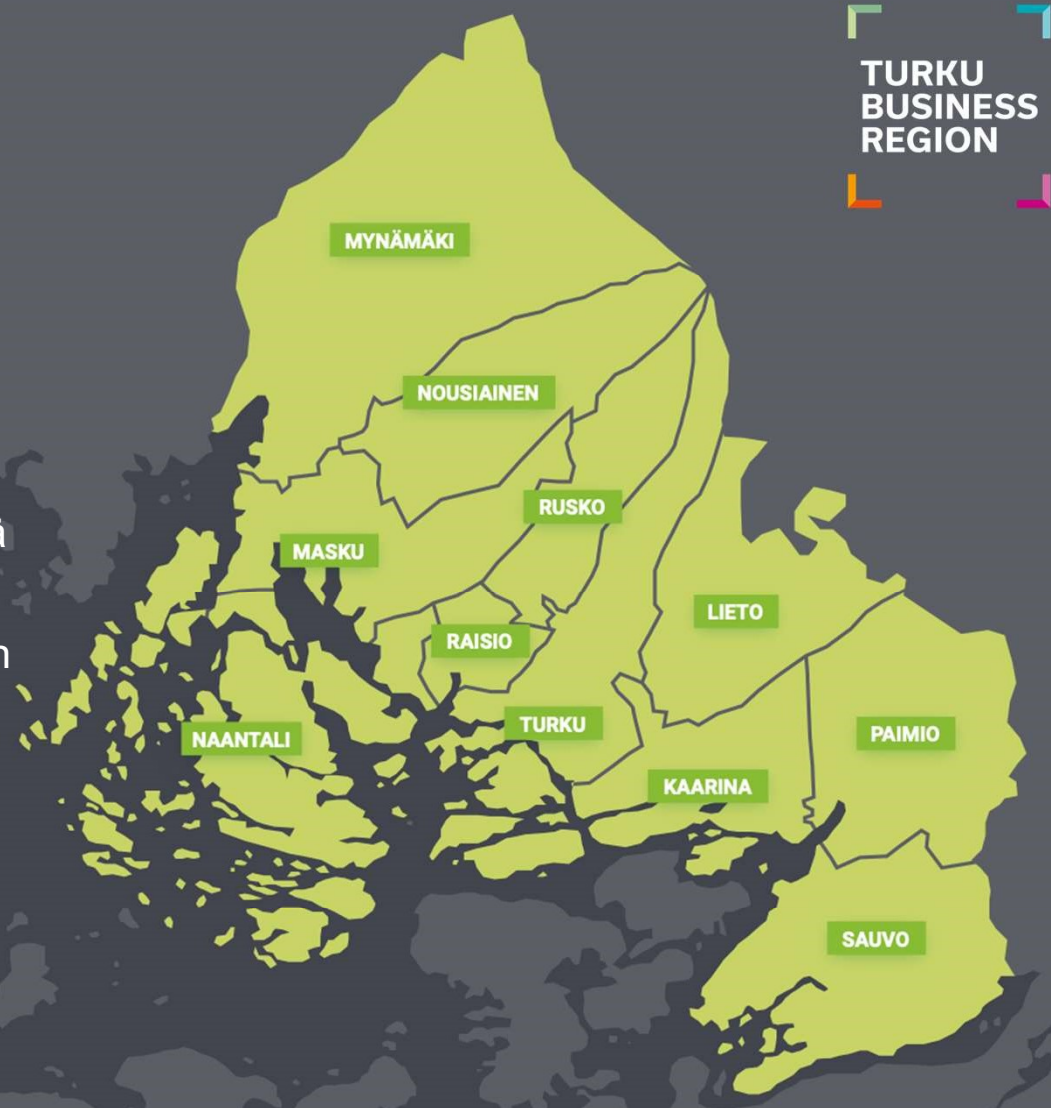 TURKU
BUSINESS
REGION
MYNÄMÄKI
NOUSIAINEN
RUSKO
MASKU
LIETO
RAISIO
TURKU
NAANTALI
PAIMIO
KAARINA
SAUVO